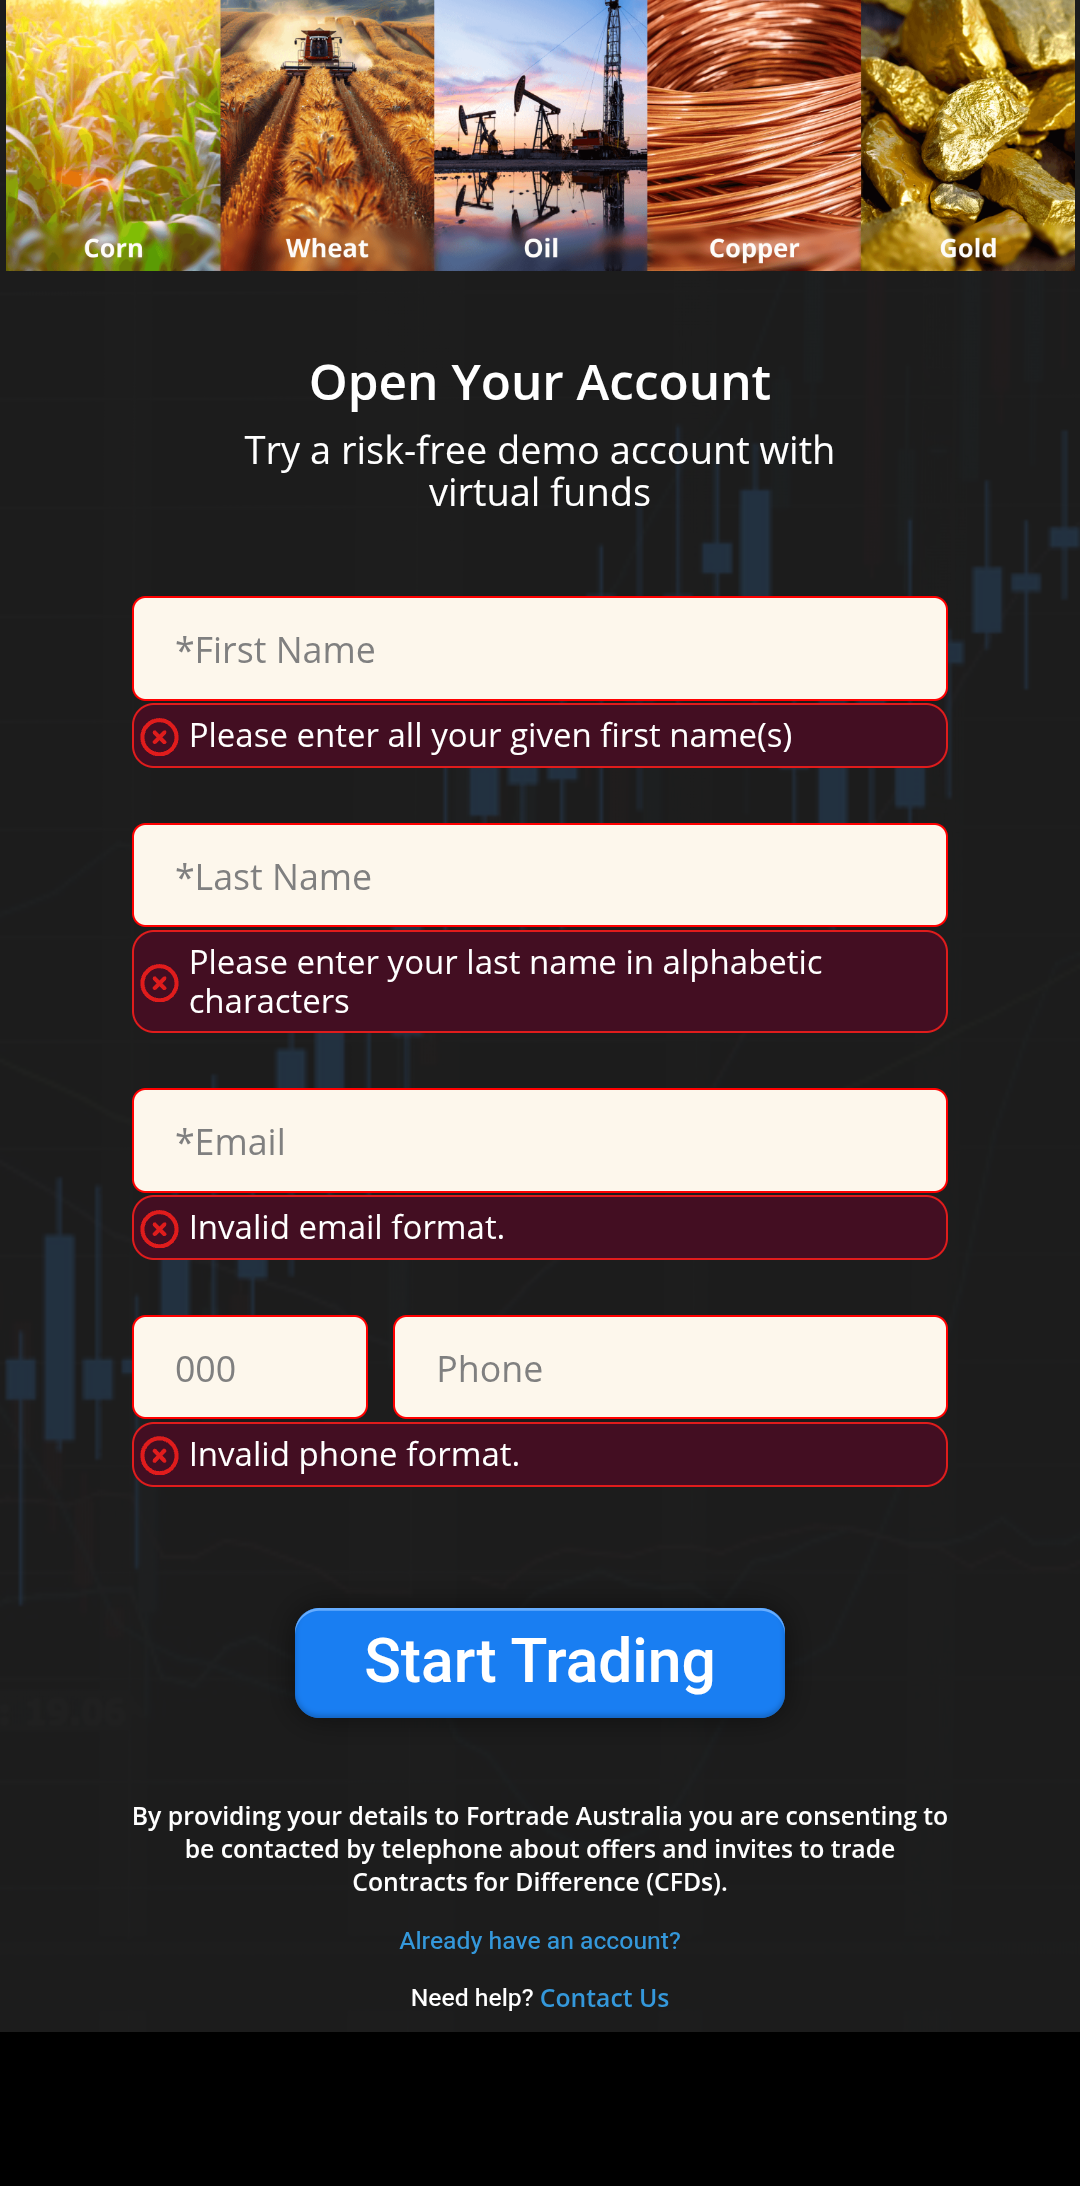 Corn
Wheat
Oil
Copper
Gold
Open Your Account
Try a risk-free demo account with
virtual funds
*First Name
Please enter all your given first name(s)
*Last Name
Please enter your last name in alphabetic
characters
*Email
Invalid email format.
000
Phone
Invalid phone format.
Start Trading
19.06
By providing your details to Fortrade Australia you are consenting to
be contacted by telephone about offers and invites to trade
Contracts for Difference (CFDs).
Already have an account?
Need help? Contact Us